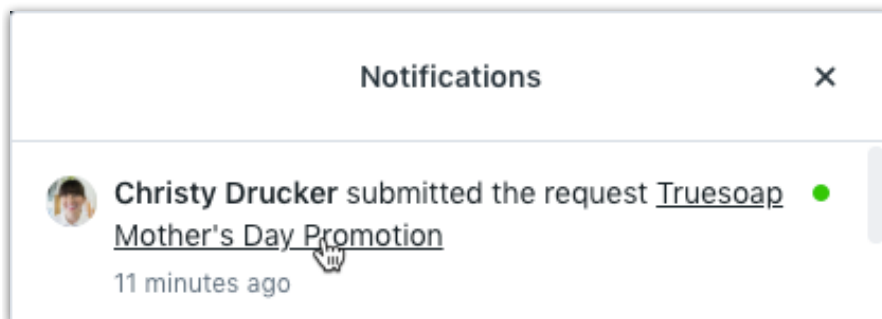 Notifications
Christy Drucker submitted the request Truesoap
Mother's Day Promotion
11 minutes ago